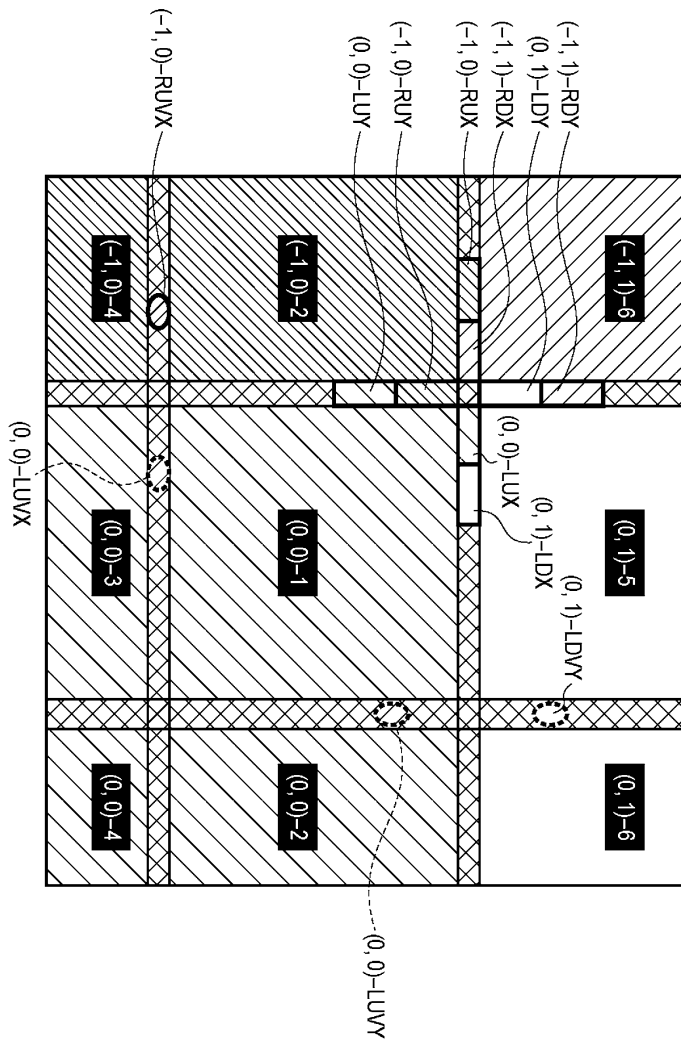 (−1, 1)−RDY
(−1, 1)−6
(0, 1)−5
(0, 1)−6
(0, 1)−LDVY
(0, 1)−LDY
(0, 1)−LDX
(−1, 1)−RDX
(0, 0)−LUX
(−1, 0)−RUX
(−1, 0)−RUY
(0, 0)−LUVY
(0, 0)−LUY
(−1, 0)−2
(0, 0)−1
(0, 0)−2
(−1, 0)−RUVX
(−1, 0)−4
(0, 0)−3
(0, 0)−4
(0, 0)−LUVX